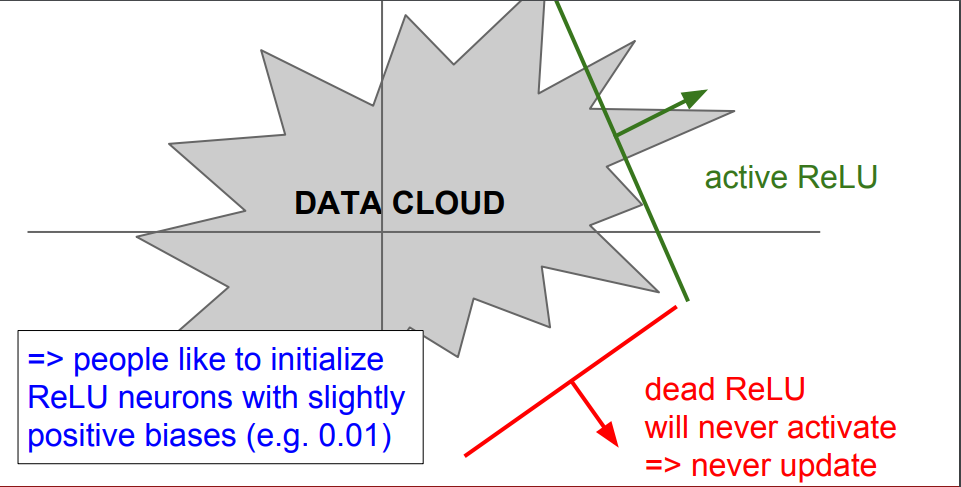 DATA CLOUD
active ReLU
=> people like to initialize
ReLU neurons with slightly
positive biases (e.g. 0.01)
dead ReLU
will never activate
=> never update